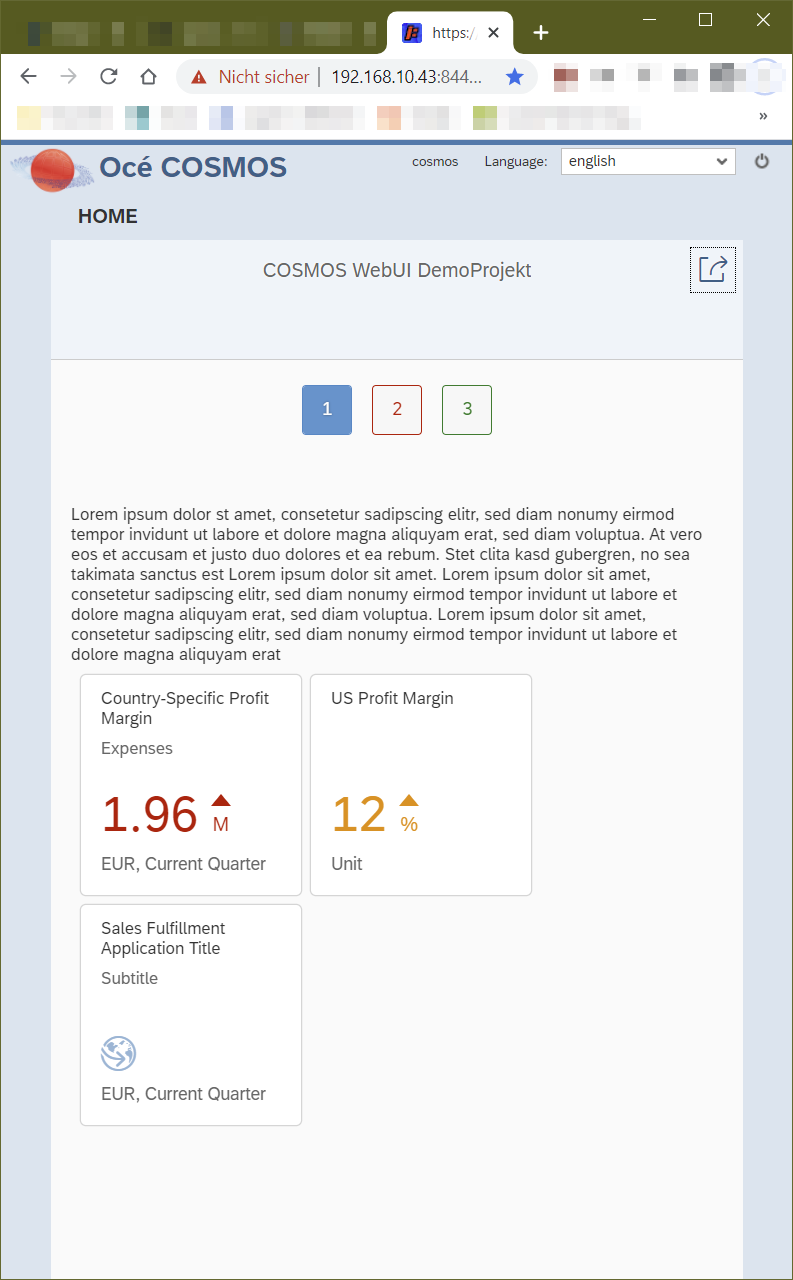 https:/
Nicht sicher | 192.168.10.43:844...
»
Océ COSMOS
cosmos Language: english
HOME
COSMOS WebUI DemoProjekt
1 2 3
Lorem ipsum dolor st amet, consetetur sadipscing elitr, sed diam nonumy eirmod
tempor invidunt ut labore et dolore magna aliquyam erat, sed diam voluptua. At vero
eos et accusam et justo duo dolores et ea rebum. Stet clita kasd gubergren, no sea
takimata sanctus est Lorem ipsum dolor sit amet. Lorem ipsum dolor sit amet,
consetetur sadipscing elitr, sed diam nonumy eirmod tempor invidunt ut labore et
dolore magna aliquyam erat, sed diam voluptua. Lorem ipsum dolor sit amet,
consetetur sadipscing elitr, sed diam nonumy eirmod tempor invidunt ut labore et
dolore magna aliquyam erat
Country-Specific Profit
Margin
Expenses
1.96 M
EUR, Current Quarter
US Profit Margin
12 %
Unit
Sales Fulfillment
Application Title
Subtitle
EUR, Current Quarter